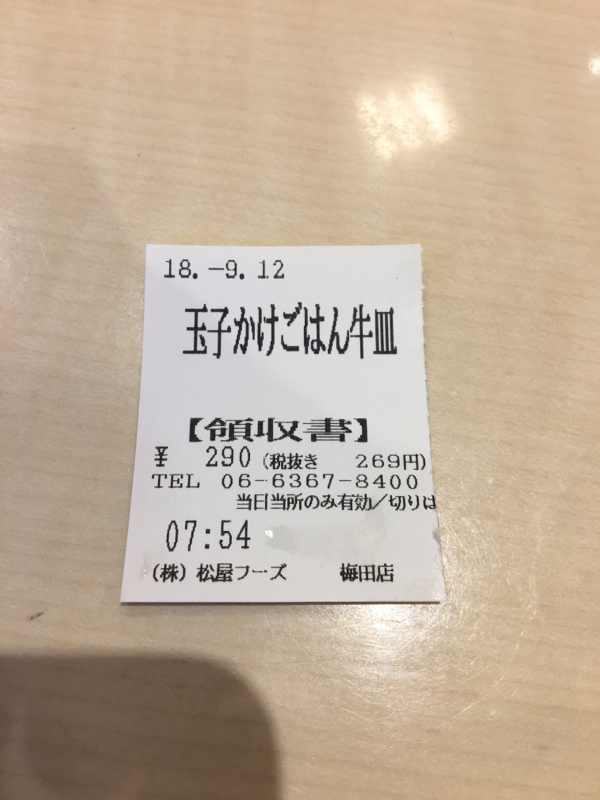 18.-9.12
玉子かけごはん牛皿
【領収書】
¥ 290 (税抜き 269円)
TEL 06-6367-8400
当日当所のみ有効／切りは
07:54
(株) 松屋フーズ 梅田店